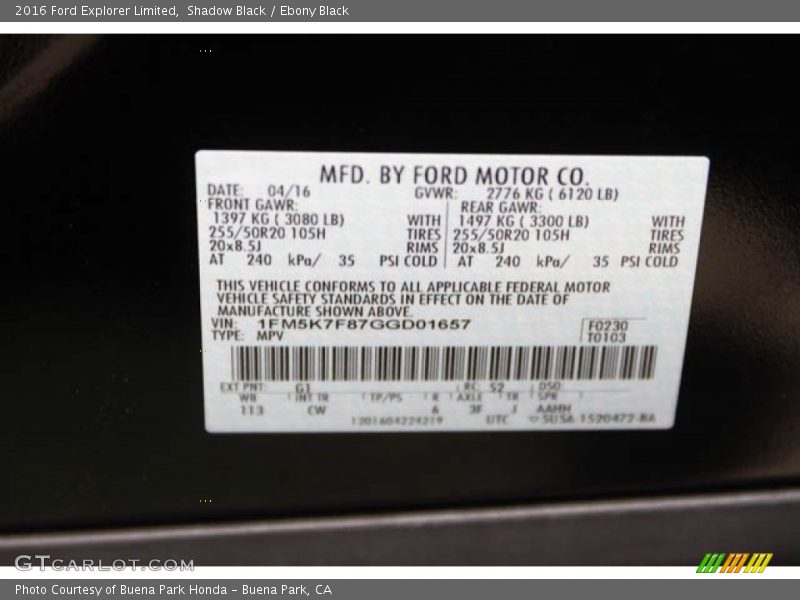 2016 Ford Explorer Limited, Shadow Black / Ebony Black
MFD. BY FORD MOTOR CO.
DATE: 04/16 GVWR: 2776 KG ( 6120 LB)
FRONT GAWR: REAR GAWR:
1397 KG ( 3080 LB) WITH 1497 KG ( 3300 LB) WITH
255/50R20 105H TIRES 255/50R20 105H TIRES
20x8.5J RIMS 20x8.5J RIMS
AT 240 kPa/ 35 PSI COLD AT 240 kPa/ 35 PSI COLD
THIS VEHICLE CONFORMS TO ALL APPLICABLE FEDERAL MOTOR
VEHICLE SAFETY STANDARDS IN EFFECT ON THE DATE OF
MANUFACTURE SHOWN ABOVE.
VIN: 1FM5K7F87GGD01657 F0230
TYPE: MPV T0103
EXT PNT: G1 RC: 52 DSO:
WB INT TR TP/PS R AXLE TR SPR
113 CW 6 3F J AAHH
1201604224219 UTC
GTCARLOT.COM
Photo Courtesy of Buena Park Honda - Buena Park, CA